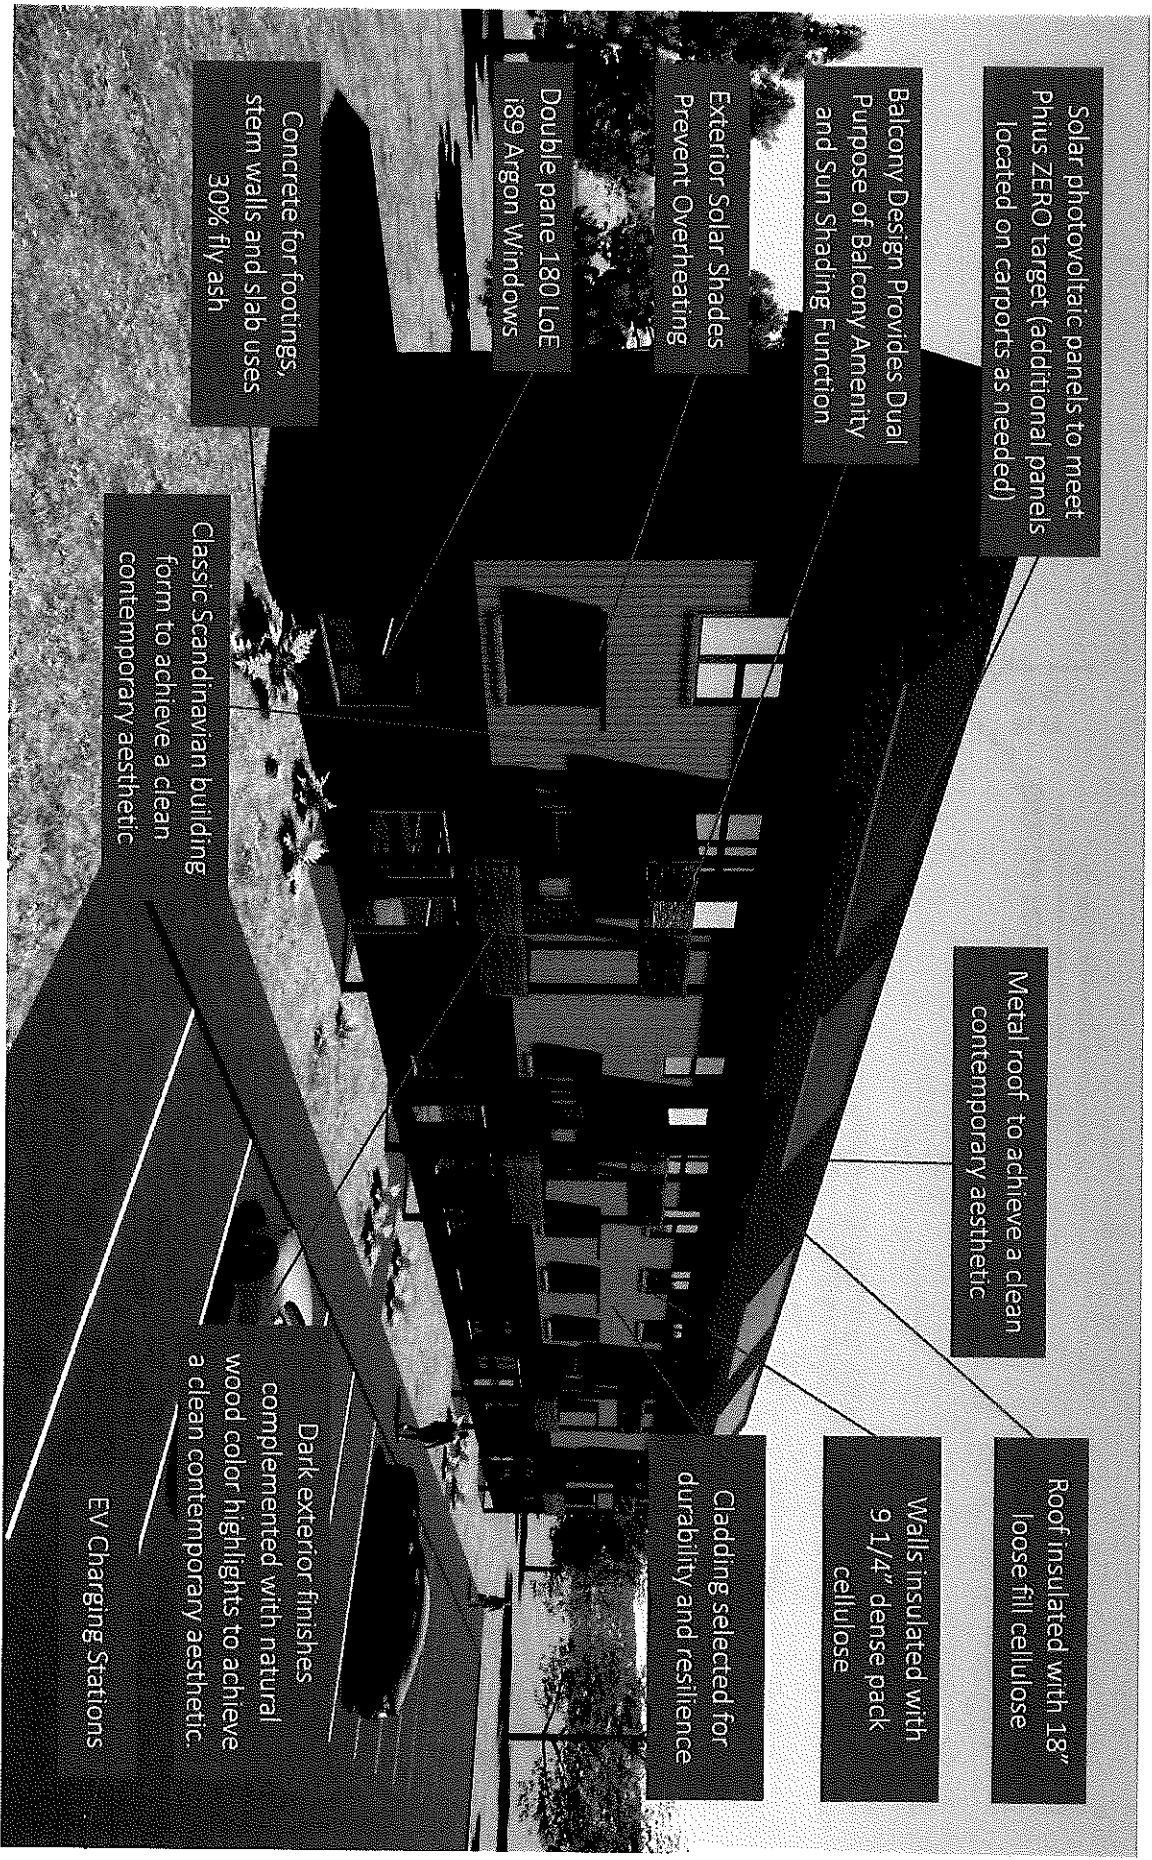 Solar photovoltaic panels to meet
Phius ZERO target (additional panels
located on carports as needed)
Balcony Design Provides Dual
Purpose of Balcony Amenity
and Sun Shading Function
Exterior Solar Shades
Prevent Overheating
Double pane 180 LoE
i89 Argon Windows
Concrete for footings,
stem walls and slab uses
30% fly ash
Classic Scandinavian building
form to achieve a clean
contemporary aesthetic
Metal roof to achieve a clean
contemporary aesthetic
Roof insulated with 18"
loose fill cellulose
Walls insulated with
9 1/4" dense pack
cellulose
Cladding selected for
durability and resilience
Dark exterior finishes
complemented with natural
wood color highlights to achieve
a clean contemporary aesthetic.
EV Charging Stations